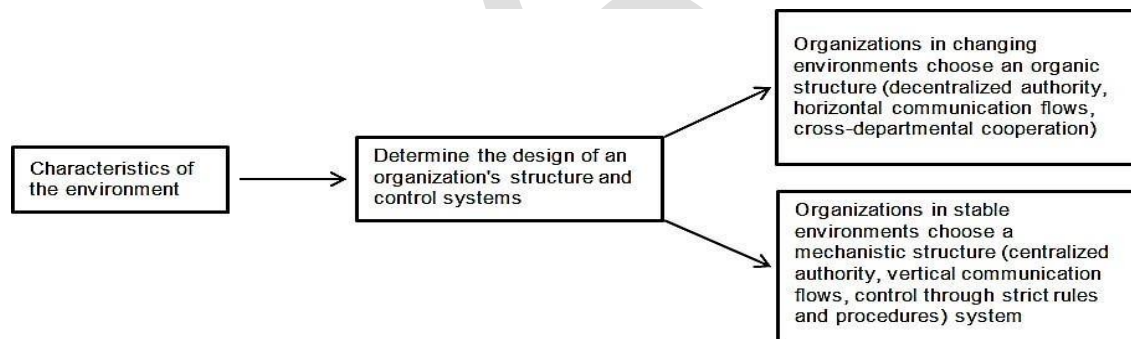 Characteristics of
the environment
Determine the design of an
organization's structure and
control systems
Organizations in changing
environments choose an organic
structure (decentralized authority,
horizontal communication flows,
cross-departmental cooperation)
Organizations in stable
environments choose a
mechanistic structure (centralized
authority, vertical communication
flows, control through strict rules
and procedures) system